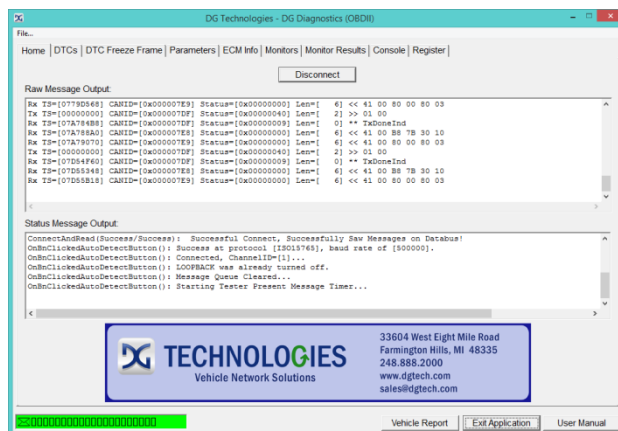 DG Technologies - DG Diagnostics (OBDII)
File...
Home | DTCs | DTC Freeze Frame | Parameters | ECM Info | Monitors | Monitor Results | Console | Register |
Disconnect
Raw Message Output:
Rx TS=[0779D568] CANID=[0x000007E9] Status=[0x00000000] Len=[ 6] << 41 00 80 00 80 03
Tx TS=[00000000] CANID=[0x000007DF] Status=[0x00000040] Len=[ 2] >> 01 00
Rx TS=[07A784B8] CANID=[0x000007DF] Status=[0x00000009] Len=[ 0] ** TxDoneInd
Rx TS=[07A788A0] CANID=[0x000007E8] Status=[0x00000000] Len=[ 6] << 41 00 B8 7B 30 10
Rx TS=[07A79070] CANID=[0x000007E9] Status=[0x00000000] Len=[ 6] << 41 00 80 00 80 03
Tx TS=[00000000] CANID=[0x000007DF] Status=[0x00000040] Len=[ 2] >> 01 00
Rx TS=[07D54F60] CANID=[0x000007DF] Status=[0x00000009] Len=[ 0] ** TxDoneInd
Rx TS=[07D55348] CANID=[0x000007E8] Status=[0x00000000] Len=[ 6] << 41 00 B8 7B 30 10
Rx TS=[07D55B18] CANID=[0x000007E9] Status=[0x00000000] Len=[ 6] << 41 00 80 00 80 03
Status Message Output:
ConnectAndRead(Success/Success): Successful Connect, Successfully Saw Messages on Databus!
OnBnClickedAutoDetectButton(): Success at protocol [ISO15765], baud rate of [500000].
OnBnClickedAutoDetectButton(): Connected, ChannelID=[1]...
OnBnClickedAutoDetectButton(): LOOPBACK was already turned off.
OnBnClickedAutoDetectButton(): Message Queue Cleared...
OnBnClickedAutoDetectButton(): Starting Tester Present Message Timer...
DG TECHNOLOGIES
Vehicle Network Solutions
33604 West Eight Mile Road
Farmington Hills, MI 48335
248.888.2000
www.dgtech.com
sales@dgtech.com
Vehicle Report
Exit Application
User Manual